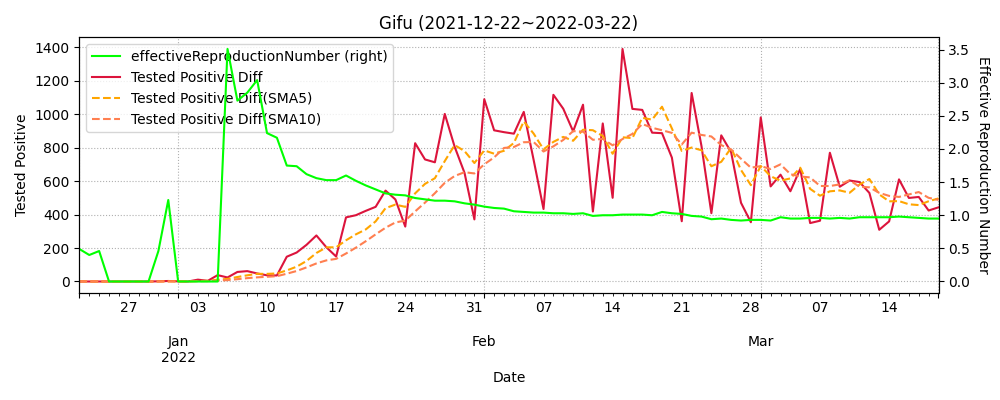 Gifu (2021-12-22~2022-03-22)
effectiveReproductionNumber (right)
Tested Positive Diff
Tested Positive Diff(SMA5)
Tested Positive Diff(SMA10)
Tested Positive
1400
1200
1000
800
600
400
200
0
Effective Reproduction Number
3.5
3.0
2.5
2.0
1.5
1.0
0.5
0.0
27 03 10 17 24 31 07 14 21 28 07 14
Jan Feb Mar
2022
Date